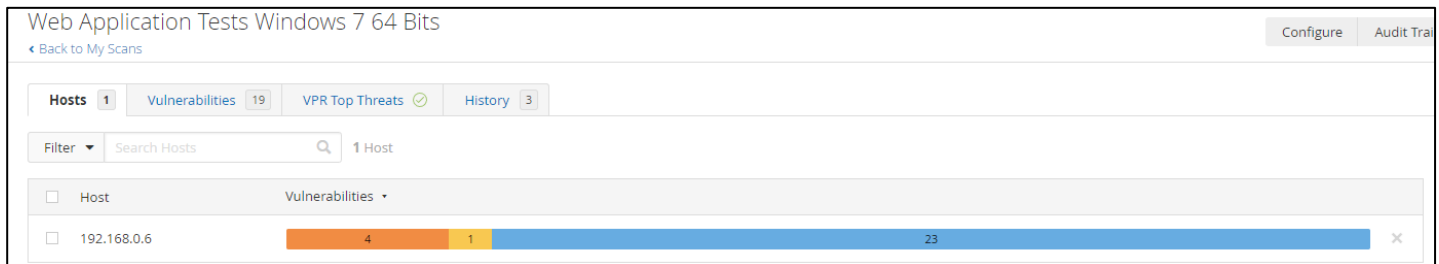 Web Application Tests Windows 7 64 Bits
Back to My Scans
Configure Audit Trai
Hosts 1 Vulnerabilities 19 VPR Top Threats History 3
Filter Search Hosts 1 Host
Host Vulnerabilities
192.168.0.6 4 1 23